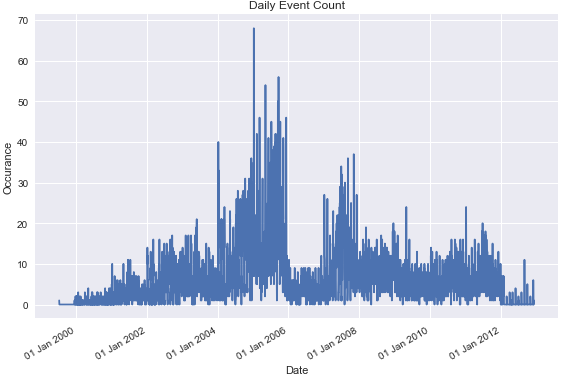 Daily Event Count
70
60
50
40
30
20
10
0
Occurance
01 Jan 2000
01 Jan 2002
01 Jan 2004
01 Jan 2006
01 Jan 2008
01 Jan 2010
01 Jan 2012
Date